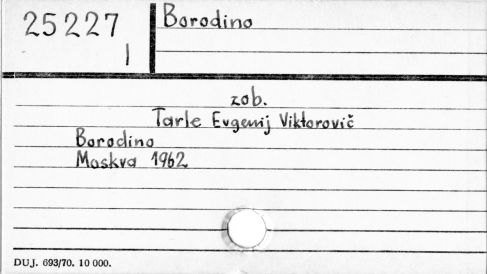 25227
Borodino
1
zob.
Tarle Evgenij Viktorovič
Borodino
Moskva 1962
DUJ. 693/70. 10 000.